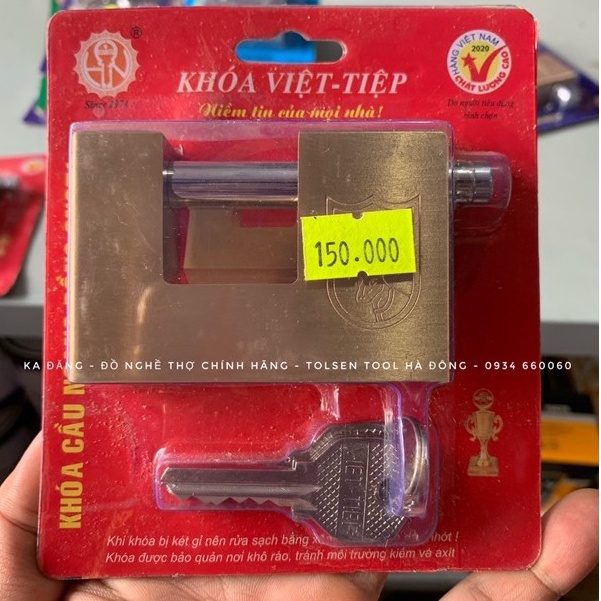 ®
Since 1974
KHÓA VIỆT-TIỆP
Niềm tin của mọi nhà!
HÀNG VIỆT NAM
2020
CHẤT LƯỢNG CAO
Do người tiêu dùng
bình chọn
150.000
KA ĐĂNG - ĐỒ NGHỀ THỢ CHÍNH HÃNG - TOLSEN TOOL HÀ ĐÔNG - 0934 660060
KHÓA CẦU N
VIET-TIEP
Khi khóa bị kẹt gỉ nên rửa sạch bằng x
nhớt !
Khóa được bảo quản nơi khô ráo, tránh môi trường kiềm và axit